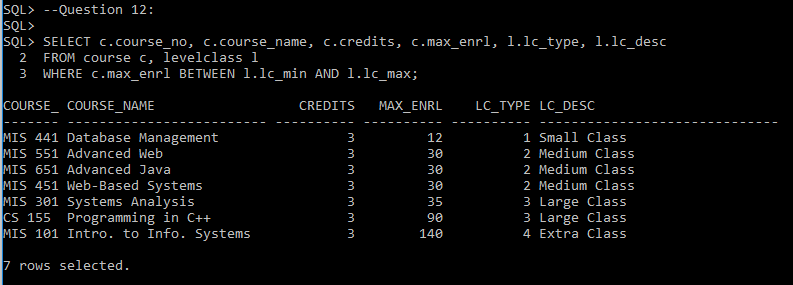 SQL> --Question 12:
SQL>
SQL> SELECT c.course_no, c.course_name, c.credits, c.max_enrl, l.lc_type, l.lc_desc
  2  FROM course c, levelclass l
  3  WHERE c.max_enrl BETWEEN l.lc_min AND l.lc_max;

COURSE_ COURSE_NAME                  CREDITS   MAX_ENRL    LC_TYPE LC_DESC
------- ------------------------- ---------- ---------- ---------- ------------------------------
MIS 441 Database Management                3         12          1 Small Class
MIS 551 Advanced Web                       3         30          2 Medium Class
MIS 651 Advanced Java                      3         30          2 Medium Class
MIS 451 Web-Based Systems                  3         30          2 Medium Class
MIS 301 Systems Analysis                   3         35          3 Large Class
CS 155  Programming in C++                 3         90          3 Large Class
MIS 101 Intro. to Info. Systems            3        140          4 Extra Class

7 rows selected.